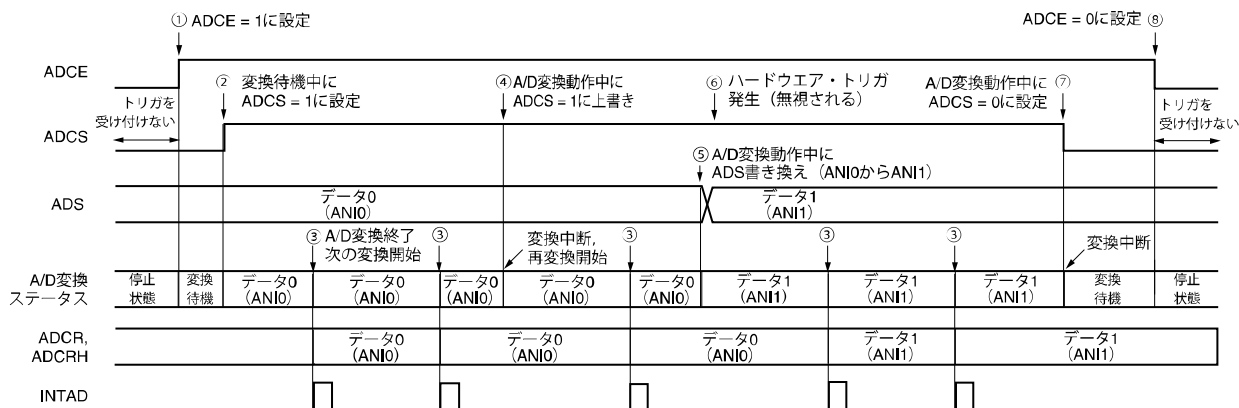 ① ADCE = 1に設定
ADCE = 0に設定 ⑧
ADCE
② 変換待機中に
ADCS = 1に設定
④ A/D変換動作中に
ADCS = 1に上書き
⑥ ハードウエア・トリガ
発生（無視される）
A/D変換動作中に ⑦
ADCS = 0に設定
トリガを
受け付けない
トリガを
受け付けない
ADCS
⑤ A/D変換動作中に
ADS書き換え（ANI0からANI1）
ADS
データ0
(ANI0)
データ1
(ANI1)
③ A/D変換終了
次の変換開始
③
変換中断,
再変換開始
③
③
③
変換中断
A/D変換
ステータス
停止
状態
変換
待機
データ0
(ANI0)
データ0
(ANI0)
データ0
(ANI0)
データ0
(ANI0)
データ0
(ANI0)
データ1
(ANI1)
データ1
(ANI1)
データ1
(ANI1)
変換
待機
停止
状態
ADCR,
ADCRH
データ0
(ANI0)
データ0
(ANI0)
データ0
(ANI0)
データ1
(ANI1)
データ1
(ANI1)
INTAD